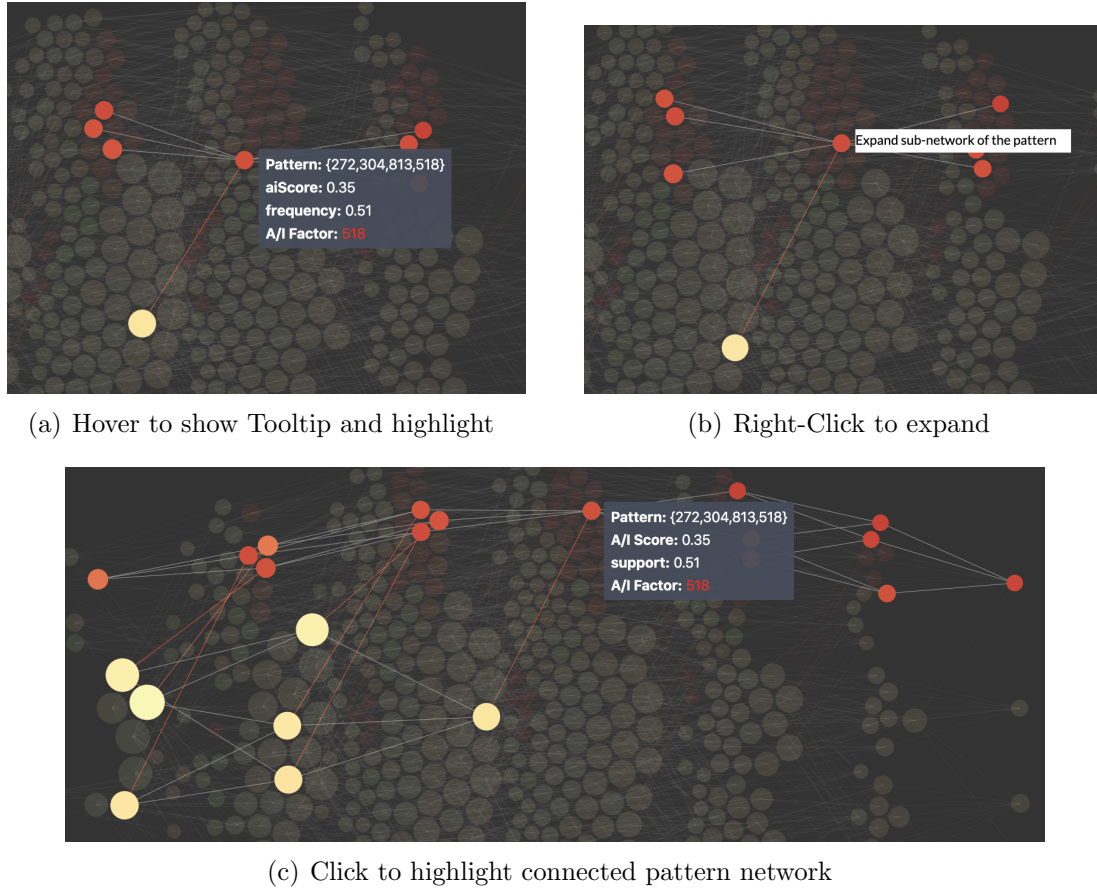 Pattern: {272,304,813,518}
aiScore: 0.35
frequency: 0.51
A/I Factor: 518
(a) Hover to show Tooltip and highlight
Expand sub-network of the pattern
(b) Right-Click to expand
Pattern: {272,304,813,518}
A/I Score: 0.35
support: 0.51
A/I Factor: 518
(c) Click to highlight connected pattern network